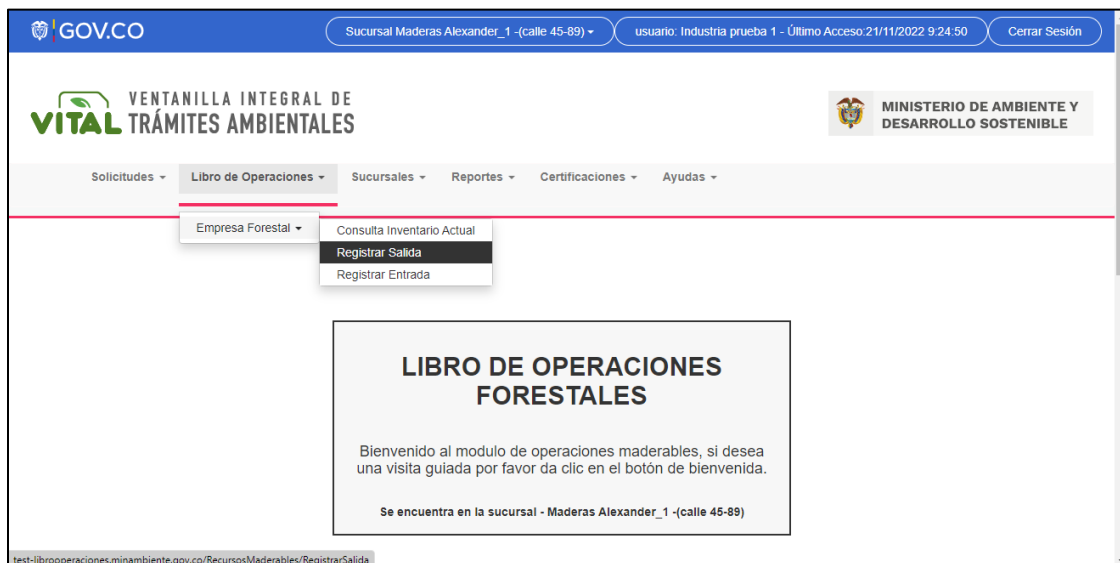 GOV.CO
Sucursal Maderas Alexander_1 -(calle 45-89)
usuario: Industria prueba 1 - Último Acceso:21/11/2022 9:24:50
Cerrar Sesión
VITAL
VENTANILLA INTEGRAL DE
TRÁMITES AMBIENTALES
MINISTERIO DE AMBIENTE Y
DESARROLLO SOSTENIBLE
Solicitudes
Libro de Operaciones
Sucursales
Reportes
Certificaciones
Ayudas
Empresa Forestal
Consulta Inventario Actual
Registrar Salida
Registrar Entrada
LIBRO DE OPERACIONES
FORESTALES
Bienvenido al modulo de operaciones maderables, si desea
una visita guiada por favor da clic en el botón de bienvenida.
Se encuentra en la sucursal - Maderas Alexander_1 -(calle 45-89)
test-librooperaciones.minambiente.gov.co/RecursosMaderables/RegistrarSalida